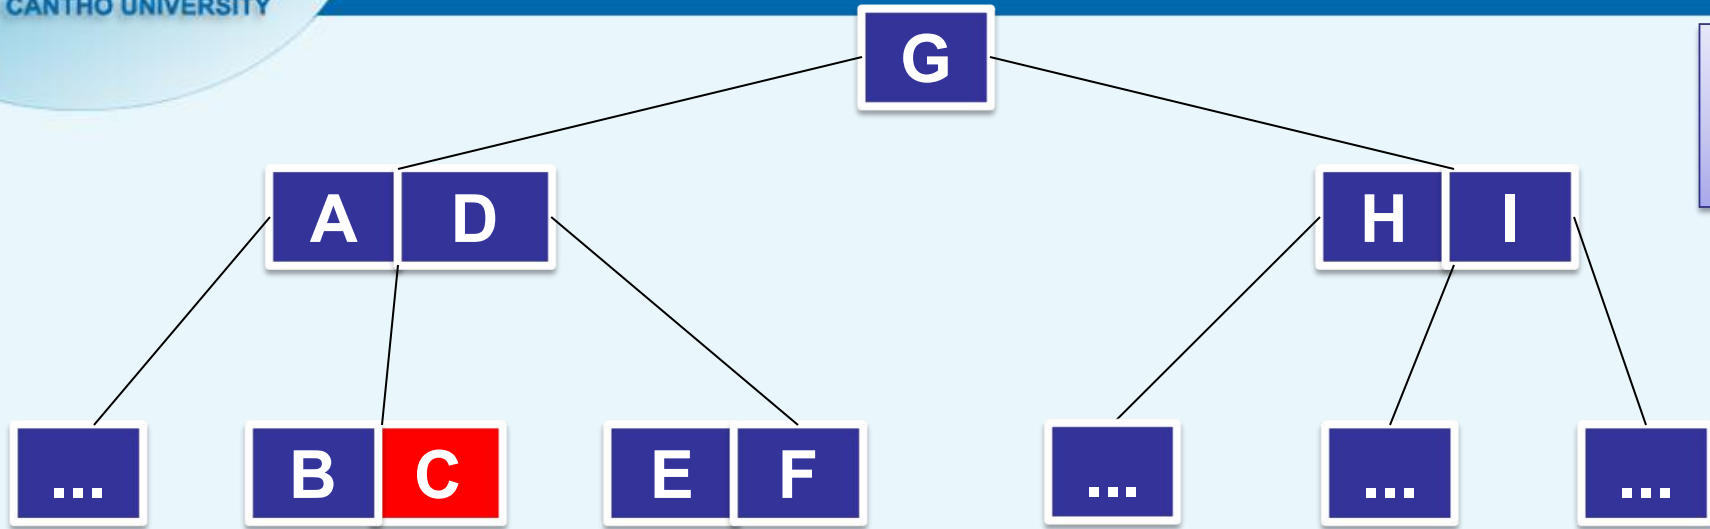 CANTHO UNIVERSITY
G
A D H I
... B C E F ... ... ...